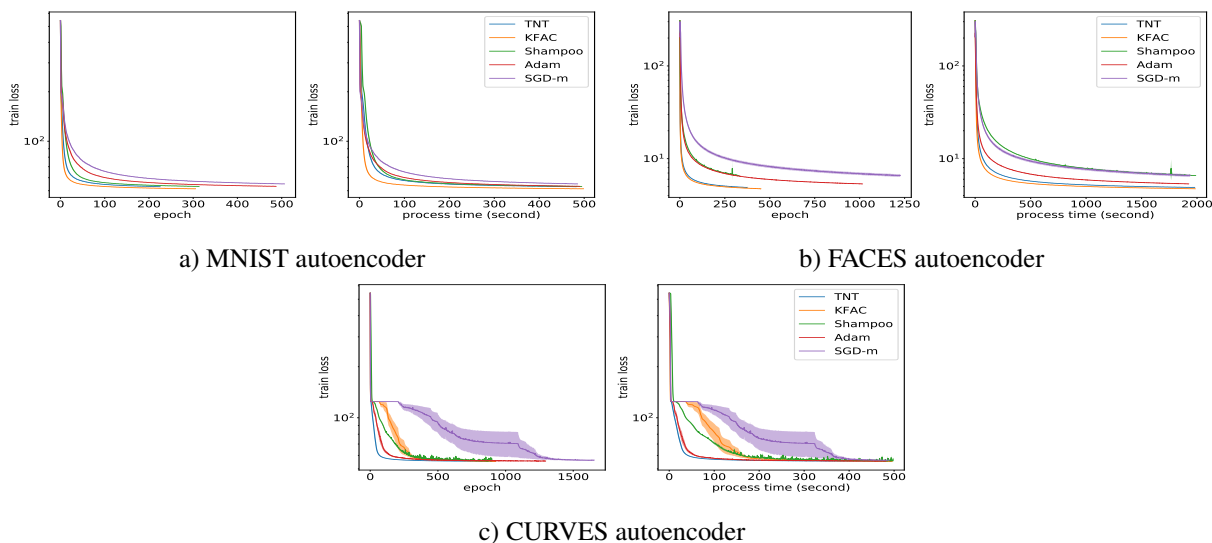 train loss
10²
0 100 200 300 400 500
epoch
train loss
10²
0 100 200 300 400 500
process time (second)
TNT
KFAC
Shampoo
Adam
SGD-m
train loss
10²
10¹
0 250 500 750 1000 1250
epoch
train loss
10²
10¹
0 500 1000 1500 2000
process time (second)
TNT
KFAC
Shampoo
Adam
SGD-m
a) MNIST autoencoder
b) FACES autoencoder
train loss
10²
0 500 1000 1500
epoch
train loss
10²
0 100 200 300 400 500
process time (second)
TNT
KFAC
Shampoo
Adam
SGD-m
c) CURVES autoencoder